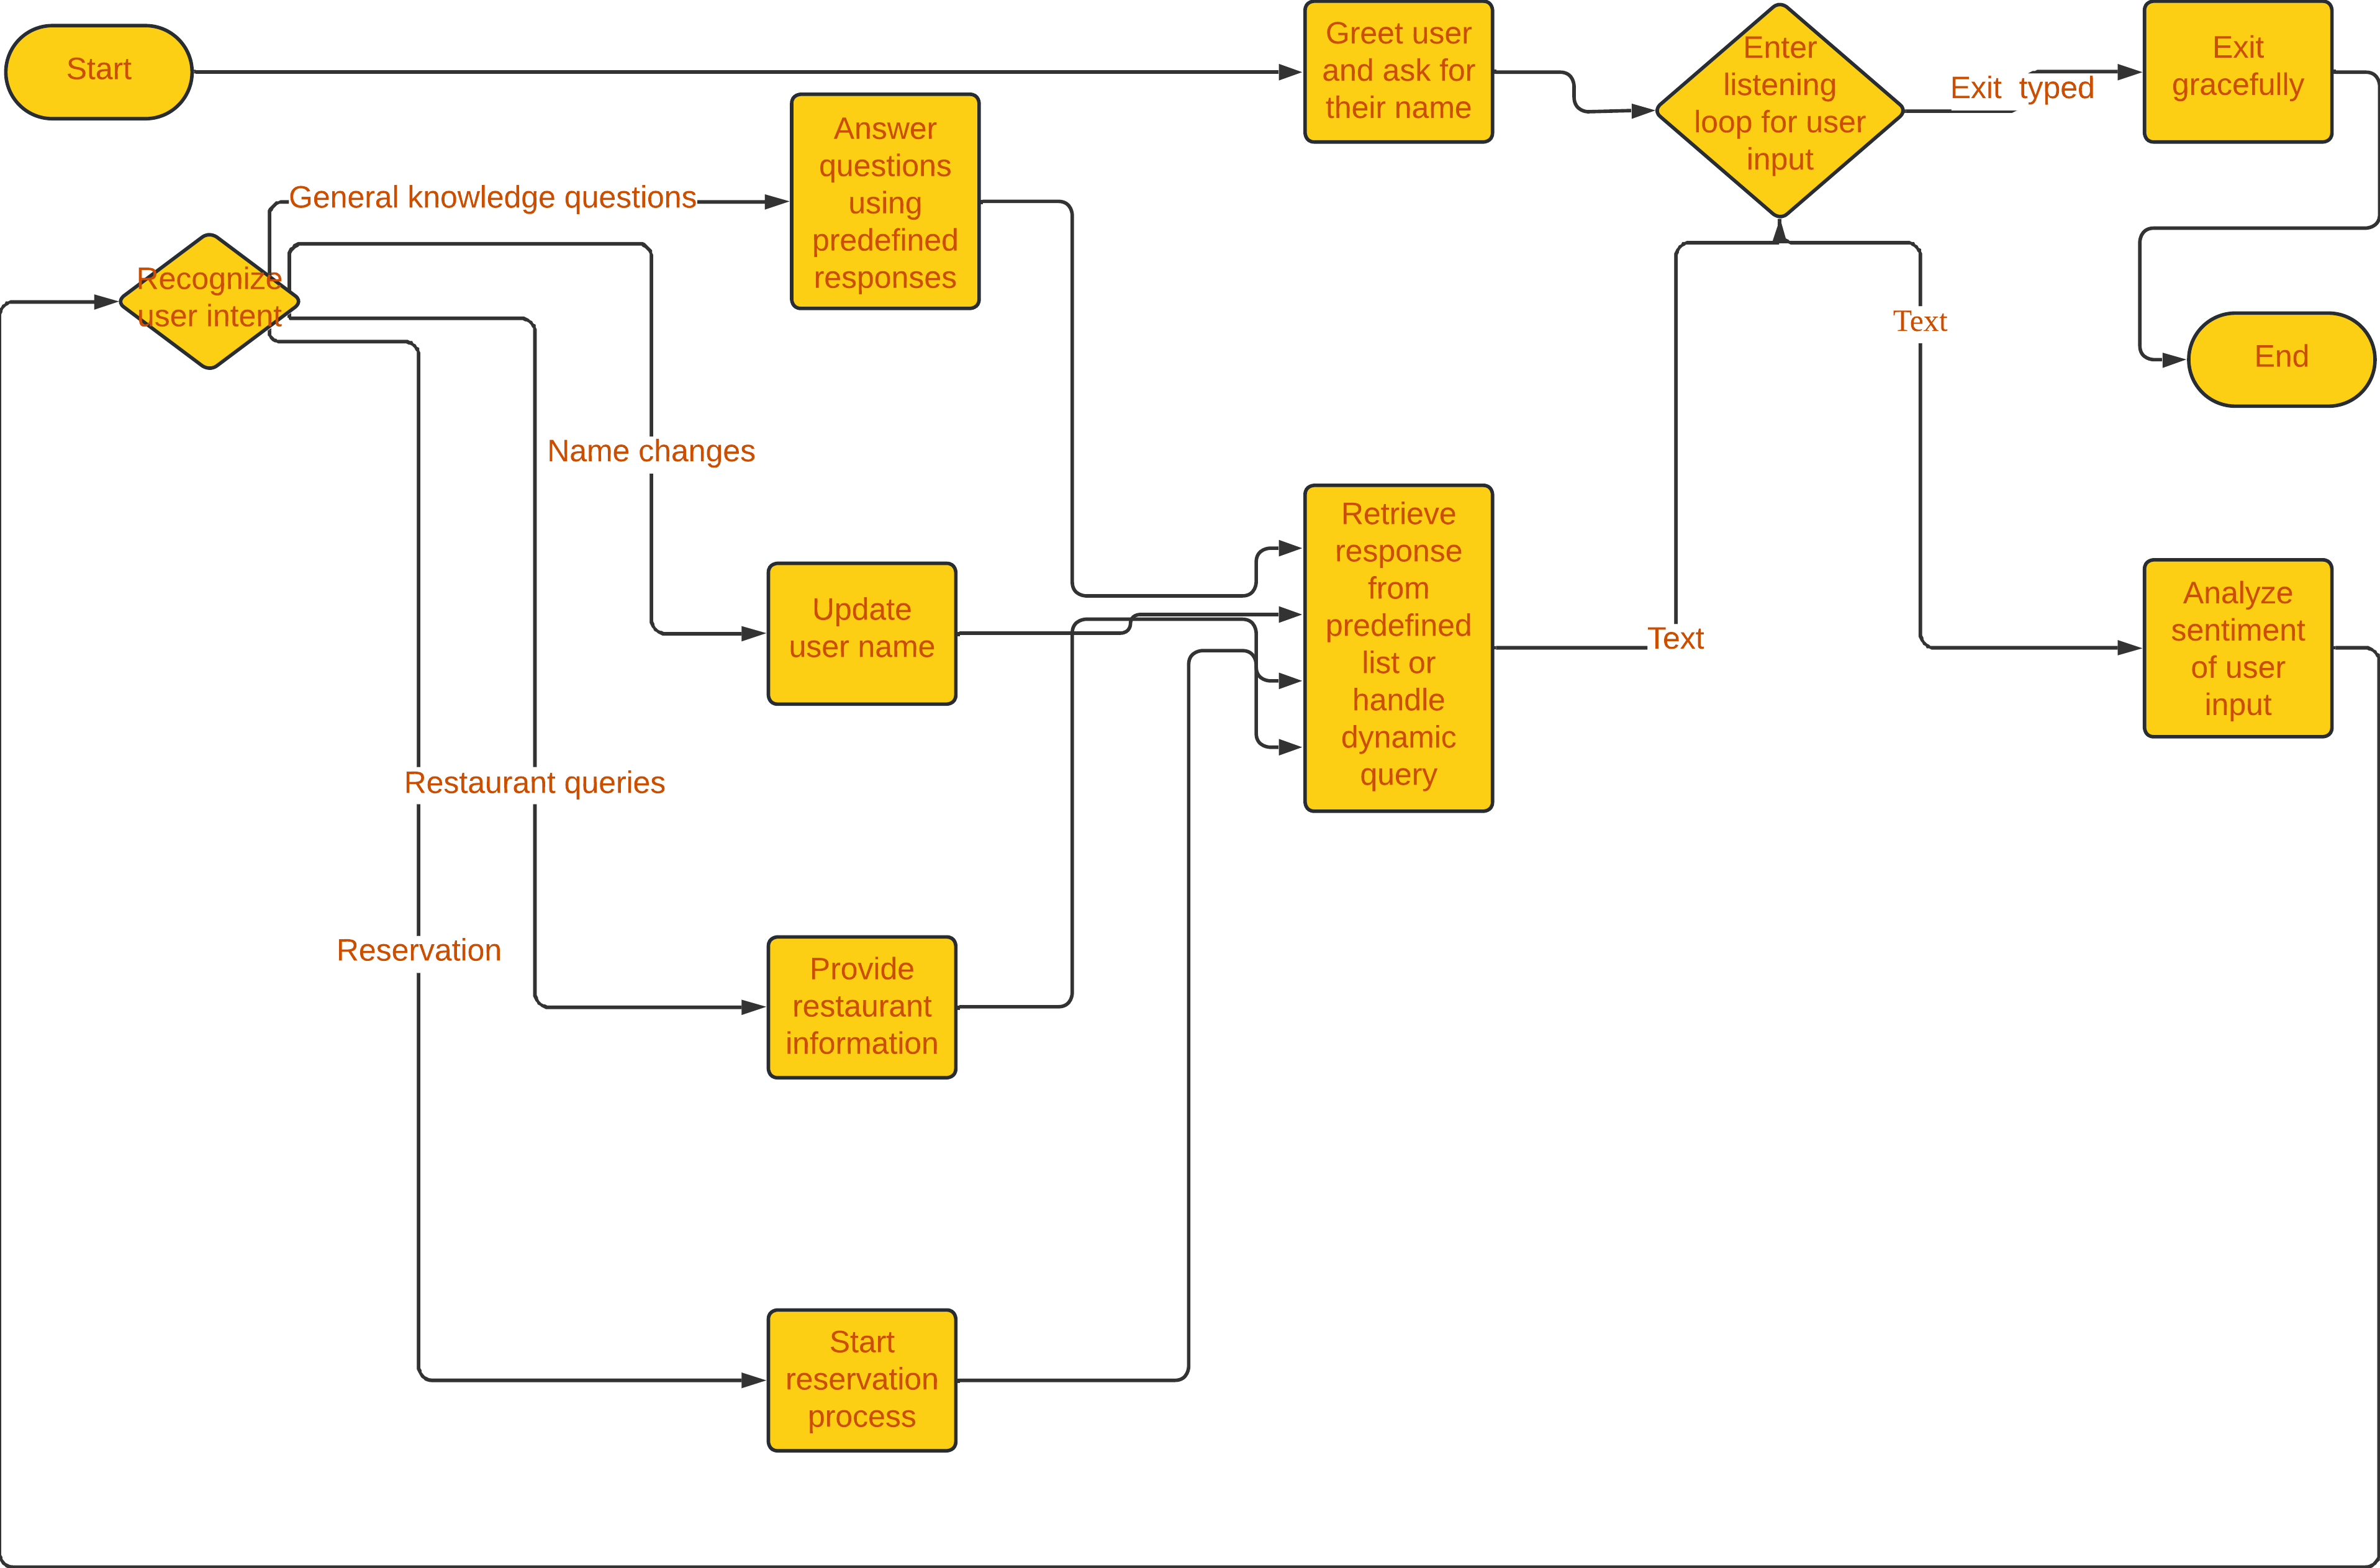 Start
Greet user
and ask for
their name
Enter
listening
loop for user
input
Exit  typed
Exit
gracefully
Answer
questions
using
predefined
responses
General knowledge questions
Recognize
user intent
Text
End
Name changes
Retrieve
response
from
predefined
list or
handle
dynamic
query
Text
Analyze
sentiment
of user
input
Update
user name
Restaurant queries
Reservation
Provide
restaurant
information
Start
reservation
process